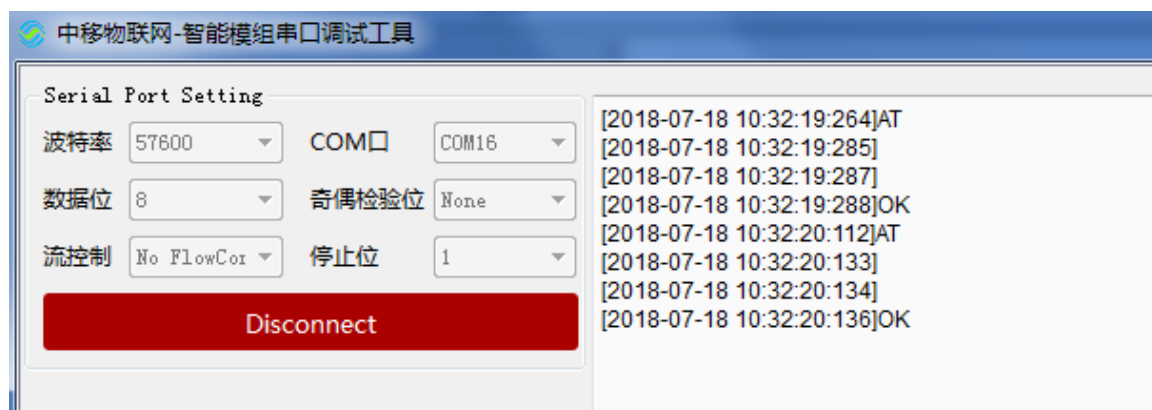 中移物联网-智能模组串口调试工具
Serial Port Setting
波特率 57600 COM口 COM16
数据位 8 奇偶检验位 None
流控制 No FlowCor 停止位 1
Disconnect
[2018-07-18 10:32:19:264]AT
[2018-07-18 10:32:19:285]
[2018-07-18 10:32:19:287]
[2018-07-18 10:32:19:288]OK
[2018-07-18 10:32:20:112]AT
[2018-07-18 10:32:20:133]
[2018-07-18 10:32:20:134]
[2018-07-18 10:32:20:136]OK